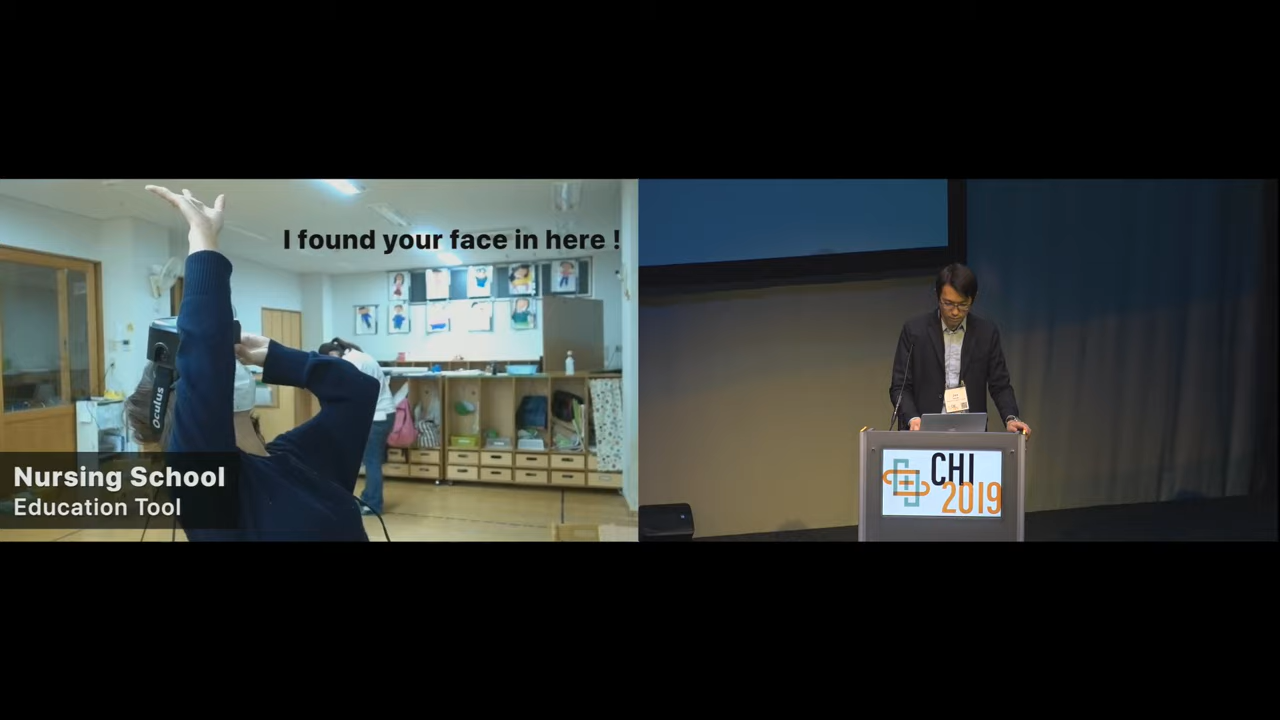 I found your face in here !
Oculus
Nursing School
Education Tool
CHI
2019